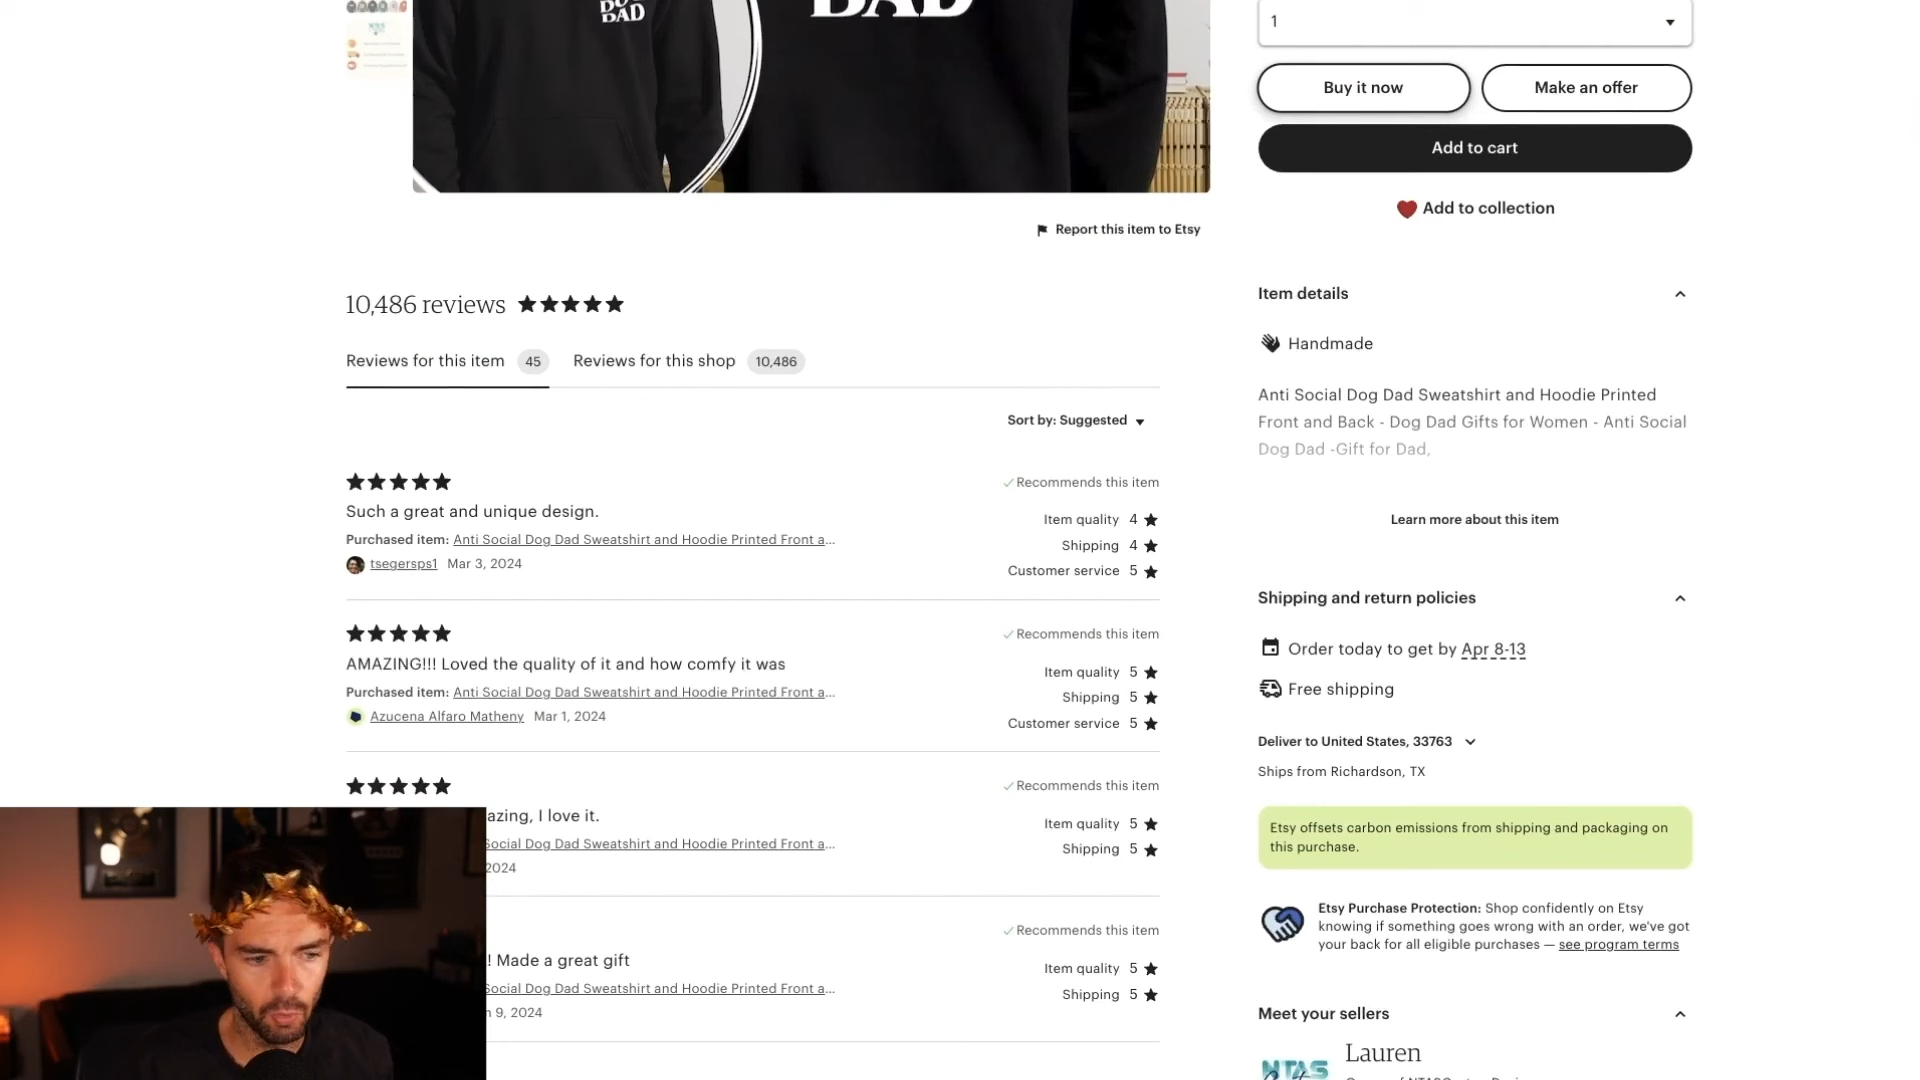 DOG
DAD
DAD
1
Buy it now
Make an offer
Add to cart
Add to collection
Report this item to Etsy
10,486 reviews
Reviews for this item 45
Reviews for this shop 10,486
Sort by: Suggested
Such a great and unique design.
Purchased item: Anti Social Dog Dad Sweatshirt and Hoodie Printed Front a...
tsegersps1 Mar 3, 2024
Recommends this item
Item quality 4
Shipping 4
Customer service 5
AMAZING!!! Loved the quality of it and how comfy it was
Purchased item: Anti Social Dog Dad Sweatshirt and Hoodie Printed Front a...
Azucena Alfaro Matheny Mar 1, 2024
Recommends this item
Item quality 5
Shipping 5
Customer service 5
azing, I love it.
Social Dog Dad Sweatshirt and Hoodie Printed Front a...
2024
Recommends this item
Item quality 5
Shipping 5
! Made a great gift
Social Dog Dad Sweatshirt and Hoodie Printed Front a...
n 9, 2024
Recommends this item
Item quality 5
Shipping 5
Item details
Handmade
Anti Social Dog Dad Sweatshirt and Hoodie Printed
Front and Back - Dog Dad Gifts for Women - Anti Social
Dog Dad -Gift for Dad,
Learn more about this item
Shipping and return policies
Order today to get by Apr 8-13
Free shipping
Deliver to United States, 33763
Ships from Richardson, TX
Etsy offsets carbon emissions from shipping and packaging on
this purchase.
Etsy Purchase Protection: Shop confidently on Etsy
knowing if something goes wrong with an order, we've got
your back for all eligible purchases — see program terms
Meet your sellers
NTAS
Lauren